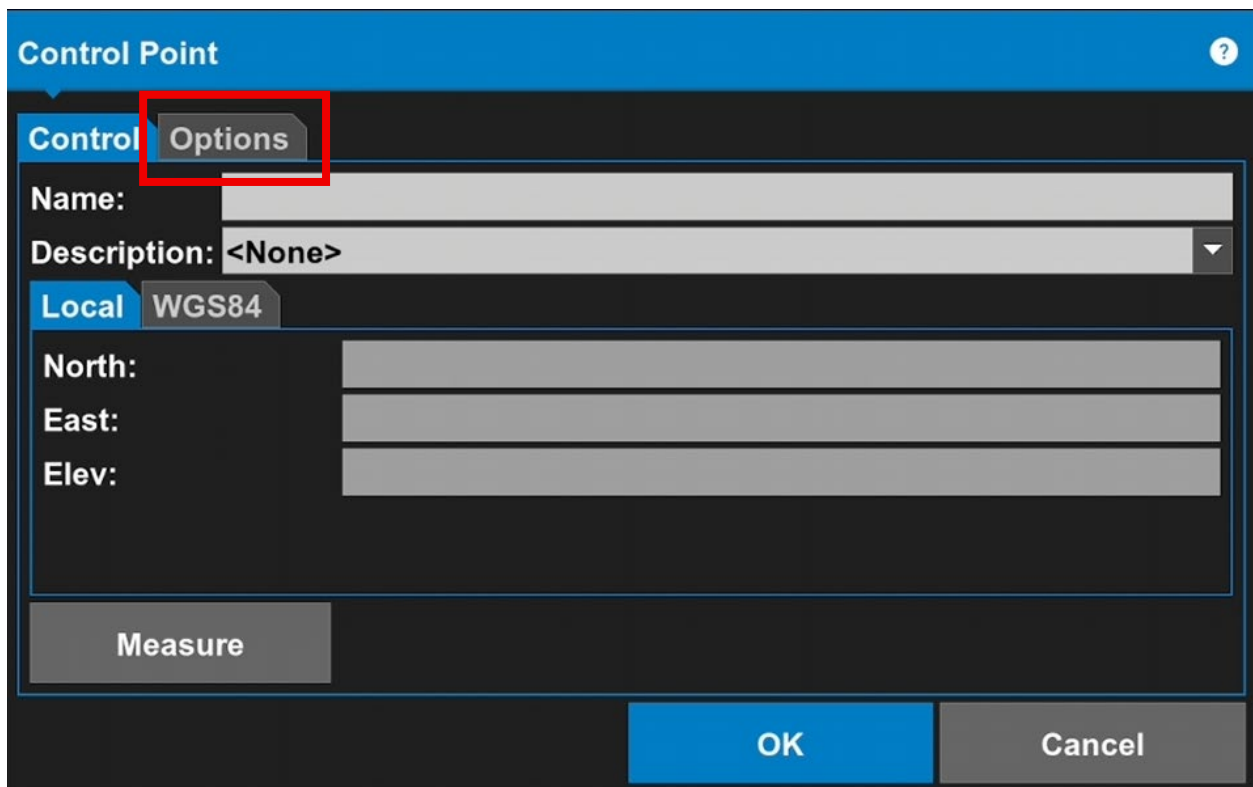 Control Point ?
Control Options
Name:
Description: <None>
Local WGS84
North:
East:
Elev:
Measure
OK Cancel